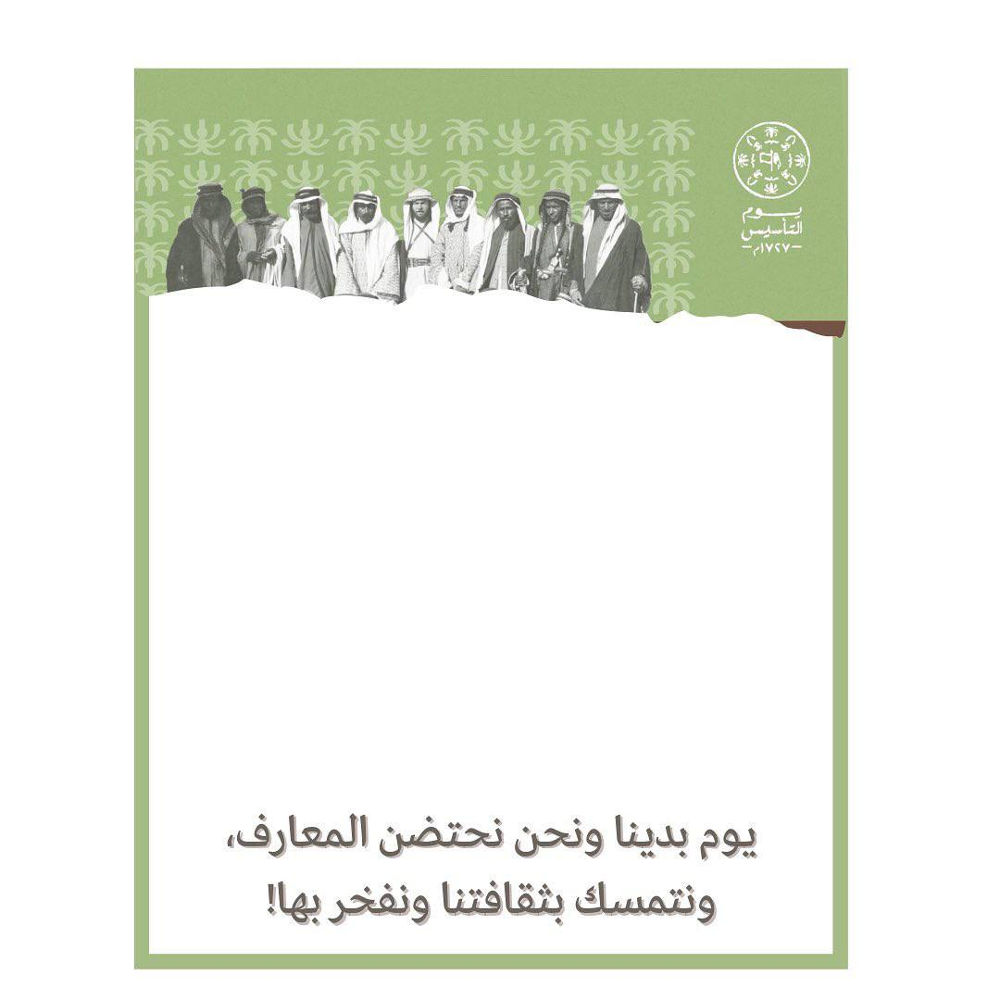 يوم
التأسيس
١٧٢٧م
يوم بدينا ونحن نحتضن المعارف،
ونتمسك بثقافتنا ونفخر بها!